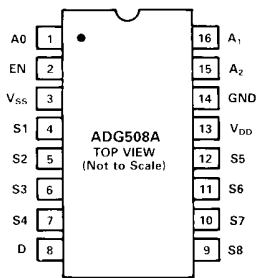 A0 1 16 A1
EN 2 15 A2
VSS 3 14 GND
S1 4 13 VDD
S2 5 12 S5
S3 6 11 S6
S4 7 10 S7
D 8 9 S8
ADG508A
TOP VIEW
(Not to Scale)